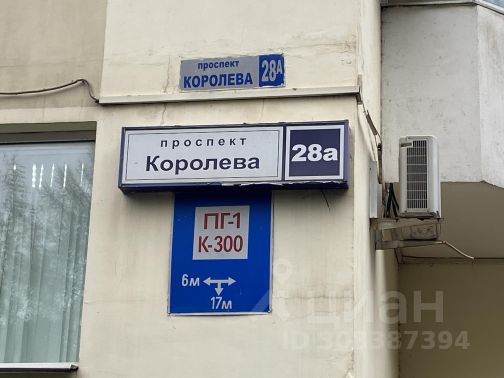 проспект
КОРОЛЕВА 28А
проспект
Королева 28а
ПГ-1
К-300
6м
17м
циан
ID 303387394